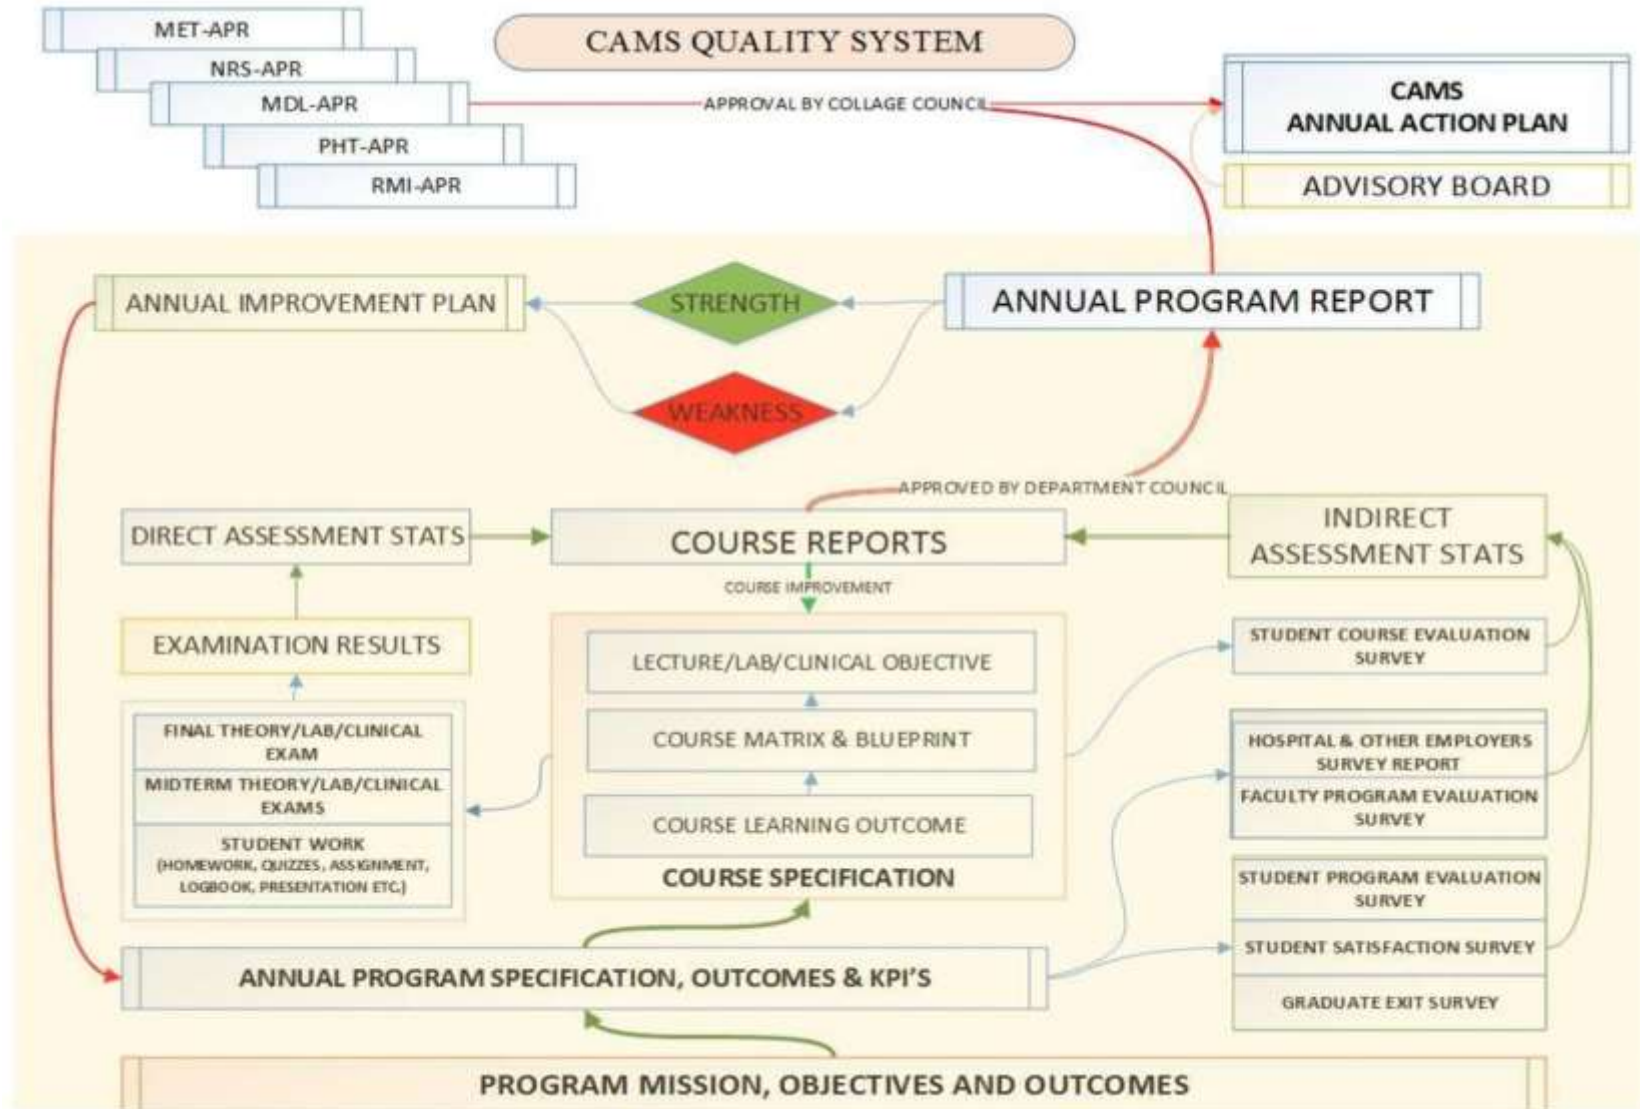 MET-APR
NRS-APR
MDL-APR
PHT-APR
RMI-APR
CAMS QUALITY SYSTEM
APPROVAL BY COLLAGE COUNCIL
CAMS
ANNUAL ACTION PLAN
ADVISORY BOARD
ANNUAL IMPROVEMENT PLAN
STRENGTH
WEAKNESS
ANNUAL PROGRAM REPORT
APPROVED BY DEPARTMENT COUNCIL
DIRECT ASSESSMENT STATS
COURSE REPORTS
INDIRECT
ASSESSMENT STATS
COURSE IMPROVEMENT
EXAMINATION RESULTS
FINAL THEORY/LAB/CLINICAL
EXAM
MIDTERM THEORY/LAB/CLINICAL
EXAMS
STUDENT WORK
(HOMEWORK, QUIZZES, ASSIGNMENT,
LOGBOOK, PRESENTATION ETC.)
LECTURE/LAB/CLINICAL OBJECTIVE
COURSE MATRIX & BLUEPRINT
COURSE LEARNING OUTCOME
COURSE SPECIFICATION
STUDENT COURSE EVALUATION
SURVEY
HOSPITAL & OTHER EMPLOYERS
SURVEY REPORT
FACULTY PROGRAM EVALUATION
SURVEY
STUDENT PROGRAM EVALUATION
SURVEY
STUDENT SATISFACTION SURVEY
GRADUATE EXIT SURVEY
ANNUAL PROGRAM SPECIFICATION, OUTCOMES & KPI'S
PROGRAM MISSION, OBJECTIVES AND OUTCOMES